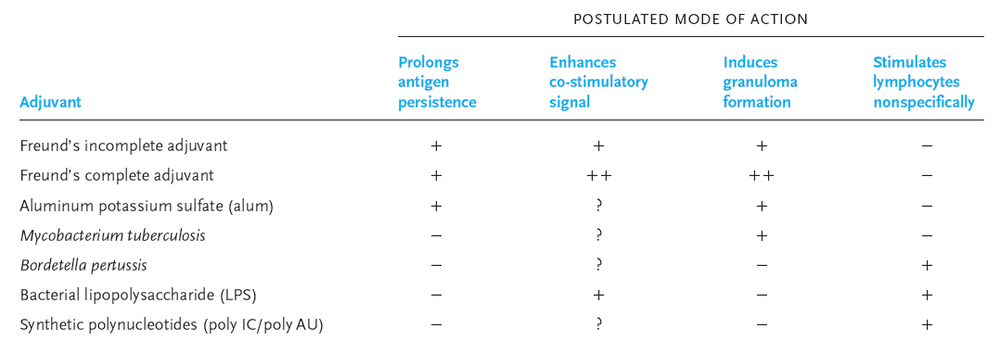 POSTULATED MODE OF ACTION
Prolongs Enhances Induces Stimulates
antigen co-stimulatory granuloma lymphocytes
Adjuvant persistence signal formation nonspecifically
Freund's incomplete adjuvant + + + −
Freund's complete adjuvant + ++ ++ −
Aluminum potassium sulfate (alum) + ? + −
Mycobacterium tuberculosis − ? + −
Bordetella pertussis − ? − +
Bacterial lipopolysaccharide (LPS) − + − +
Synthetic polynucleotides (poly IC/poly AU) − ? − +